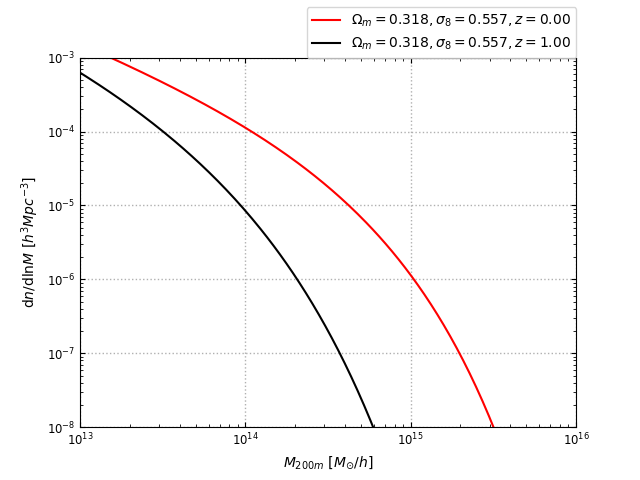 Ωₘ = 0.318, σ₈ = 0.557, z = 0.00
Ωₘ = 0.318, σ₈ = 0.557, z = 1.00
10⁻³
10⁻⁴
10⁻⁵
10⁻⁶
10⁻⁷
10⁻⁸
dn/dlnM [h³Mpc⁻³]
10¹³ 10¹⁴ 10¹⁵ 10¹⁶
M₂₀₀ₘ [M⊙/h]